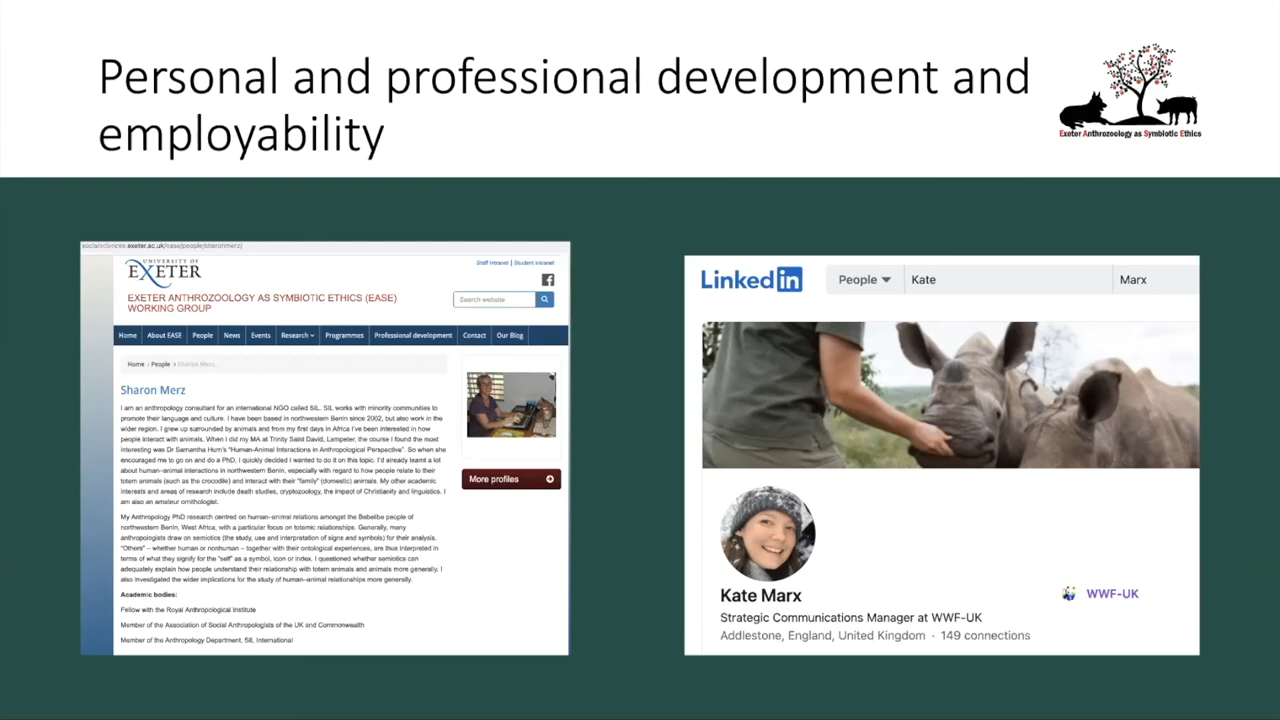 Personal and professional development and
employability
Exeter Anthrozoology as Symbiotic Ethics
socialsciences.exeter.ac.uk/ease/people/sharonmerz/
UNIVERSITY OF
EXETER
Staff intranet | Student intranet
EXETER ANTHROZOOLOGY AS SYMBIOTIC ETHICS (EASE)
WORKING GROUP
Search website
Home About EASE People News Events Research Programmes Professional development Contact Our Blog
Home › People › Sharon Merz
Sharon Merz
I am an anthropology consultant for an international NGO called SIL. SIL works with minority communities to
promote their language and culture. I have been based in northwestern Benin since 2002, but also work in the
wider region. I grew up surrounded by animals and from my first days in Africa I've been interested in how
people interact with animals. When I did my MA at Trinity Saint David, Lampeter, the course I found the most
interesting was Dr Samantha Hurn's "Human-Animal Interactions in Anthropological Perspective". So when she
encouraged me to go on and do a PhD, I quickly decided I wanted to do it on this topic. I'd already learnt a lot
about human-animal interactions in northwestern Benin, especially with regard to how people relate to their
totem animals (such as the crocodile) and interact with their "family" (domestic) animals. My other academic
interests and areas of research include death studies, cryptozoology, the impact of Christianity and linguistics. I
am also an amateur ornithologist.
My Anthropology PhD research centred on human–animal relations amongst the Bebelibe people of
northwestern Benin, West Africa, with a particular focus on totemic relationships. Generally, many
anthropologists draw on semiotics (the study, use and interpretation of signs and symbols) for their analysis.
"Others" – whether human or nonhuman – together with their ontological experiences, are thus interpreted in
terms of what they signify for the "self" as a symbol, icon or index. I questioned whether semiotics can
adequately explain how people understand their relationship with totem animals and animals more generally. I
also investigated the wider implications for the study of human–animal relationships more generally.
Academic bodies:
Fellow with the Royal Anthropological Institute
Member of the Association of Social Anthropologists of the UK and Commonwealth
Member of the Anthropology Department, SIL International
More profiles
LinkedIn
People
Kate
Marx
Kate Marx
WWF-UK
Strategic Communications Manager at WWF-UK
Addlestone, England, United Kingdom · 149 connections